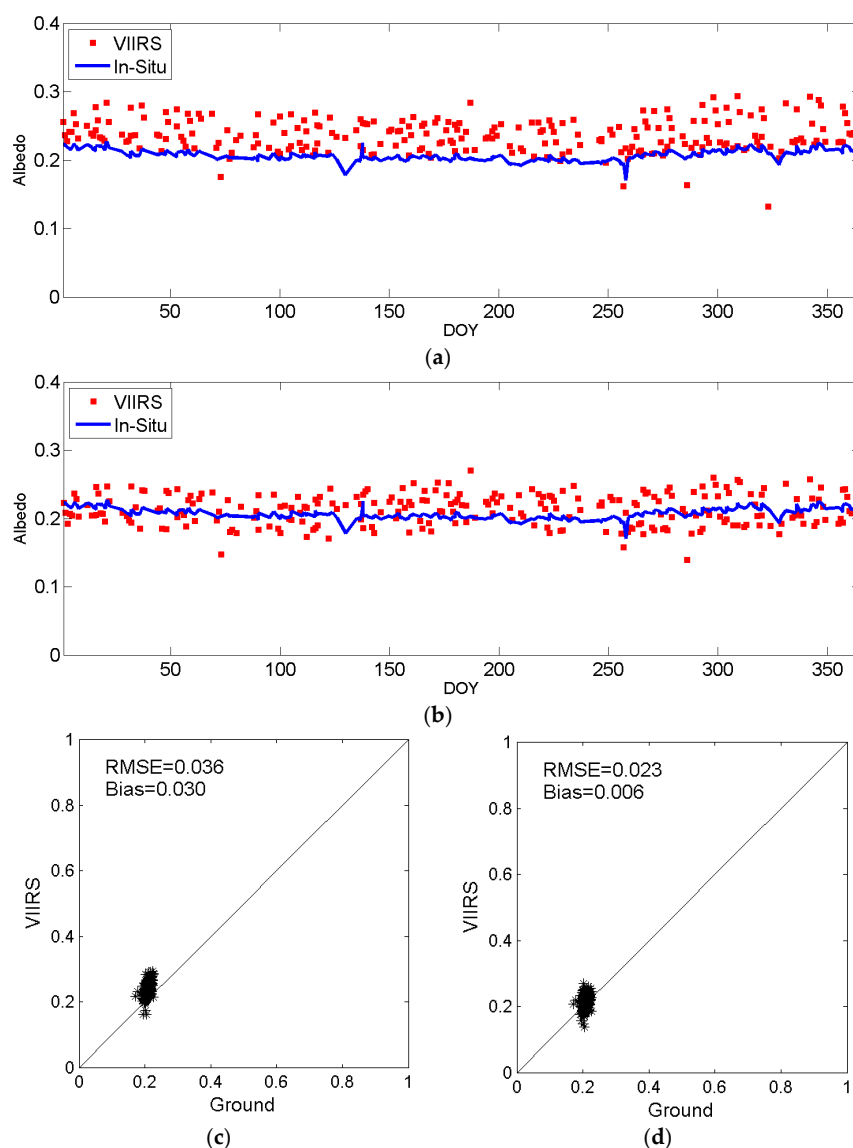 0.4
VIIRS
In-Situ
0.3
0.2
0.1
0
Albedo
50 100 150 200 250 300 350
DOY
(a)
0.4
VIIRS
In-Situ
0.3
0.2
0.1
0
Albedo
50 100 150 200 250 300 350
DOY
(b)
1
RMSE=0.036
Bias=0.030
0.8
0.6
0.4
0.2
0
VIIRS
0 0.2 0.4 0.6 0.8 1
Ground
(c)
1
RMSE=0.023
Bias=0.006
0.8
0.6
0.4
0.2
0
VIIRS
0 0.2 0.4 0.6 0.8 1
Ground
(d)